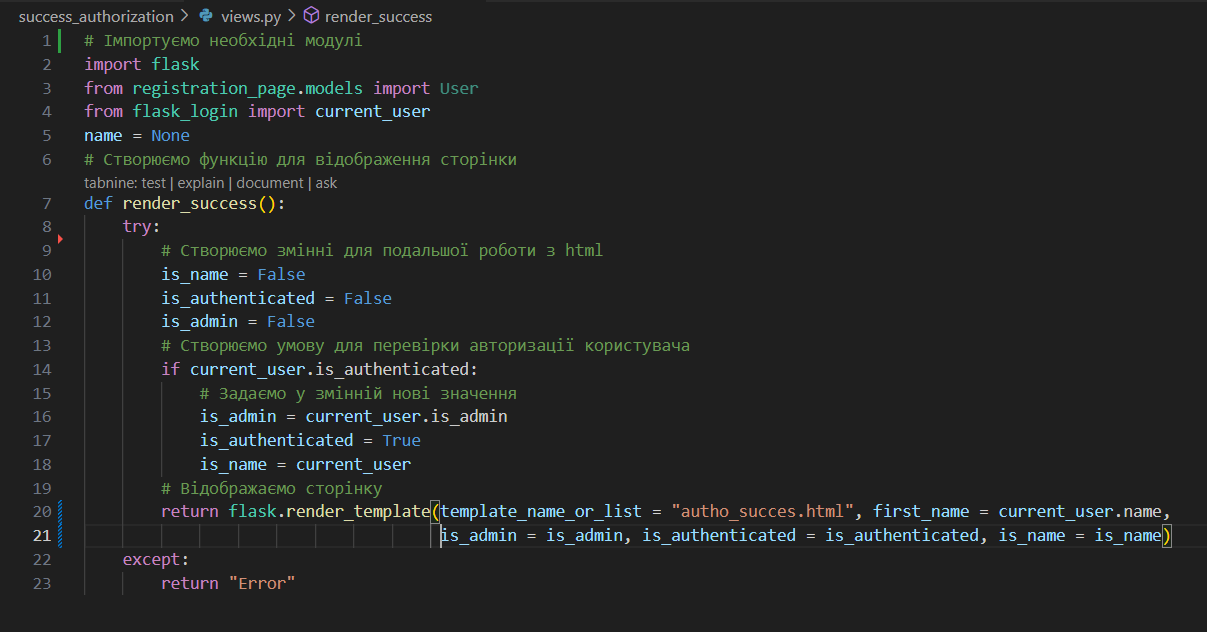 success_authorization > views.py > render_success
1 # Імпортуємо необхідні модулі
2 import flask
3 from registration_page.models import User
4 from flask_login import current_user
5 name = None
6 # Створюємо функцію для відображення сторінки
tabnine: test | explain | document | ask
7 def render_success():
8 try:
9 # Створюємо змінні для подальшої роботи з html
10 is_name = False
11 is_authenticated = False
12 is_admin = False
13 # Створюємо умову для перевірки авторизації користувача
14 if current_user.is_authenticated:
15 # Задаємо у змінній нові значення
16 is_admin = current_user.is_admin
17 is_authenticated = True
18 is_name = current_user
19 # Відображаємо сторінку
20 return flask.render_template(template_name_or_list = "autho_succes.html", first_name = current_user.name,
21 is_admin = is_admin, is_authenticated = is_authenticated, is_name = is_name)
22 except:
23 return "Error"